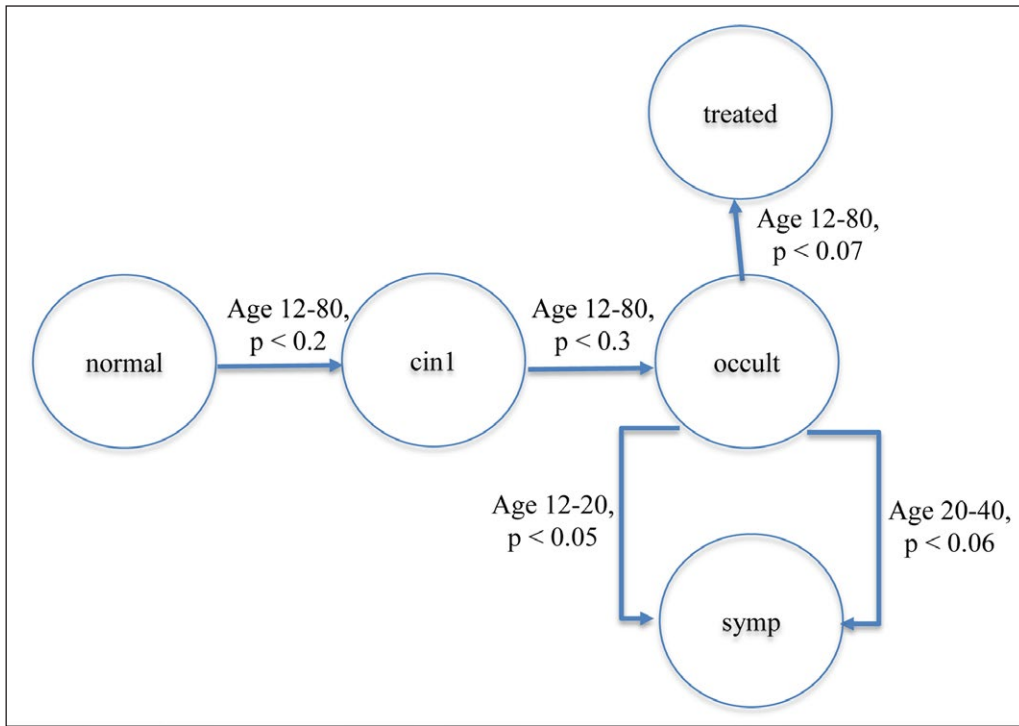 treated
Age 12-80,
p < 0.07
normal
Age 12-80,
p < 0.2
cin1
Age 12-80,
p < 0.3
occult
Age 12-20,
p < 0.05
Age 20-40,
p < 0.06
symp